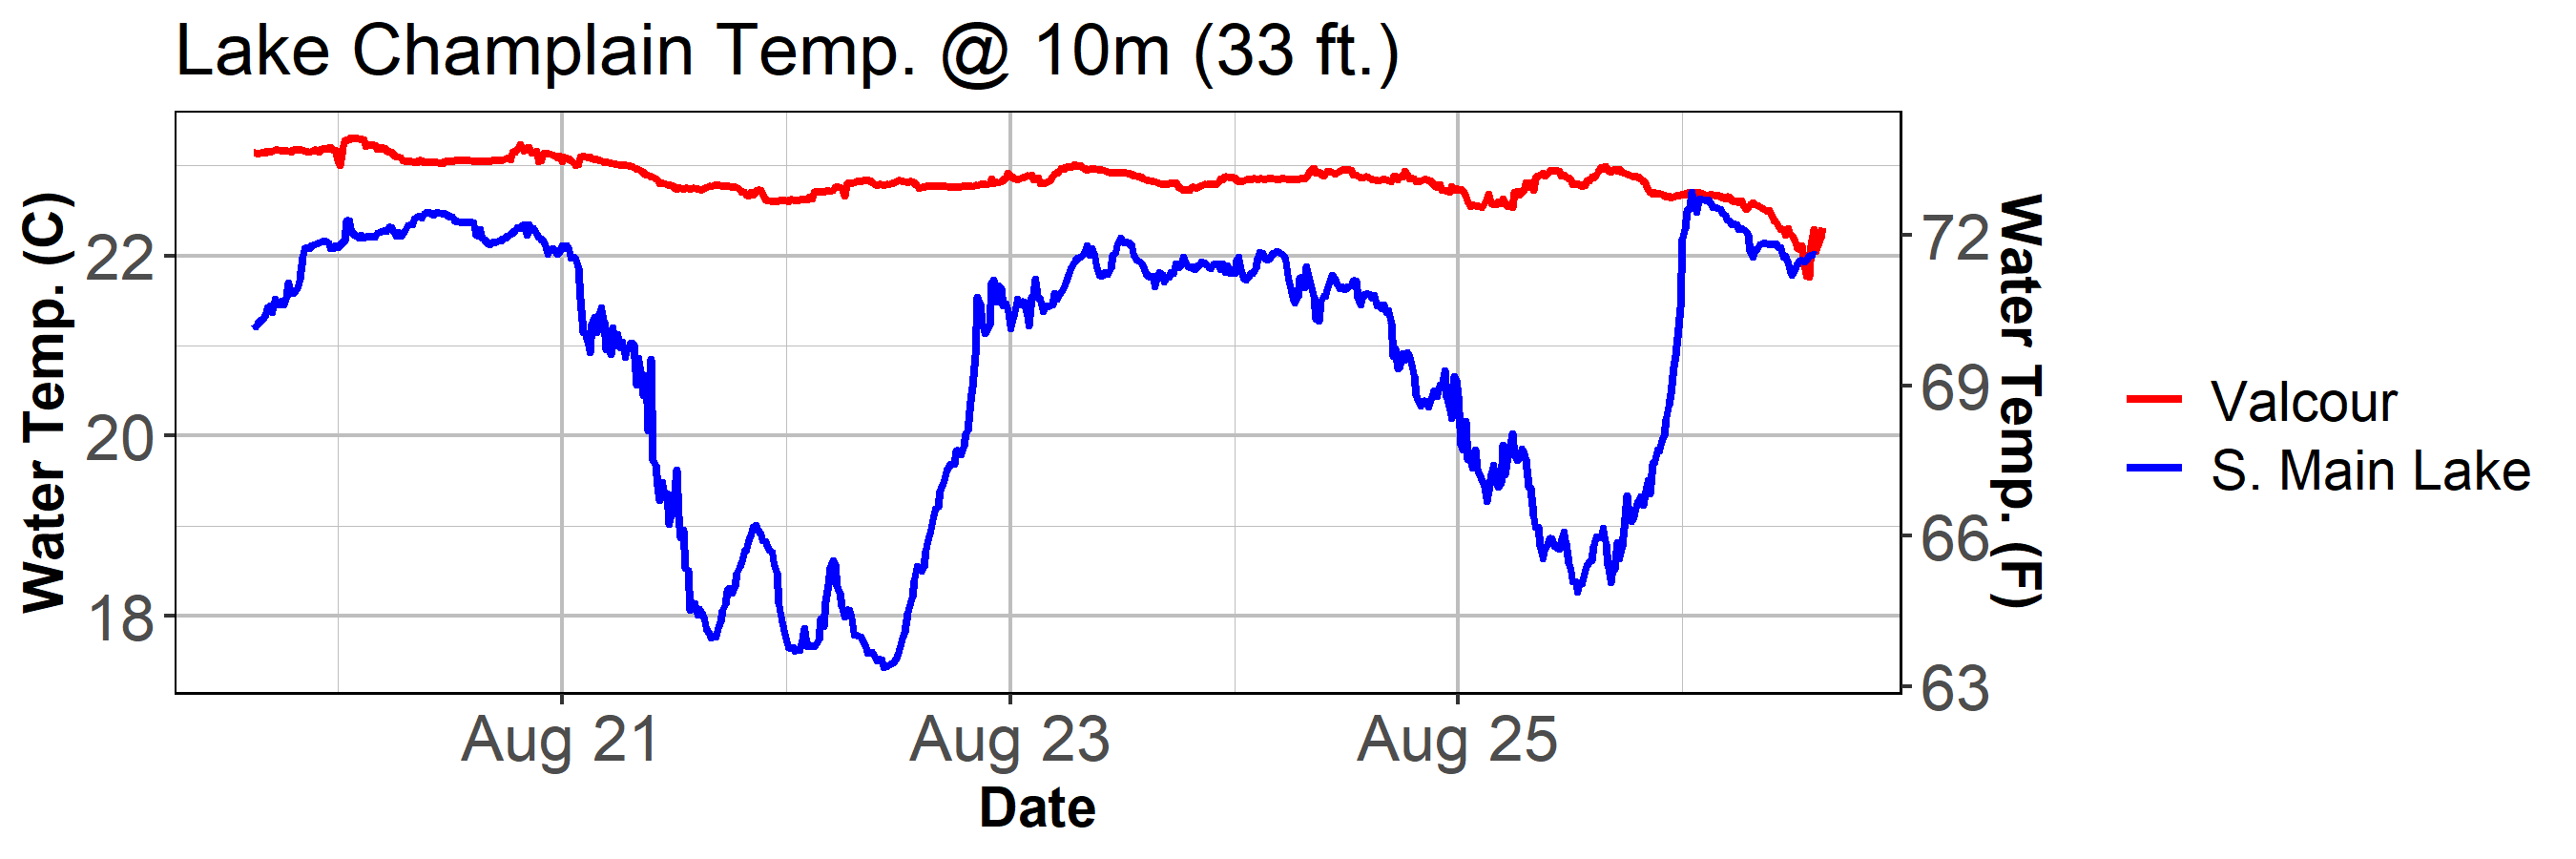 Lake Champlain Temp. @ 10m (33 ft.)
Water Temp. (C)
22
20
18
72
69
66
63
Water Temp. (F)
Aug 21
Aug 23
Aug 25
Date
Valcour
S. Main Lake